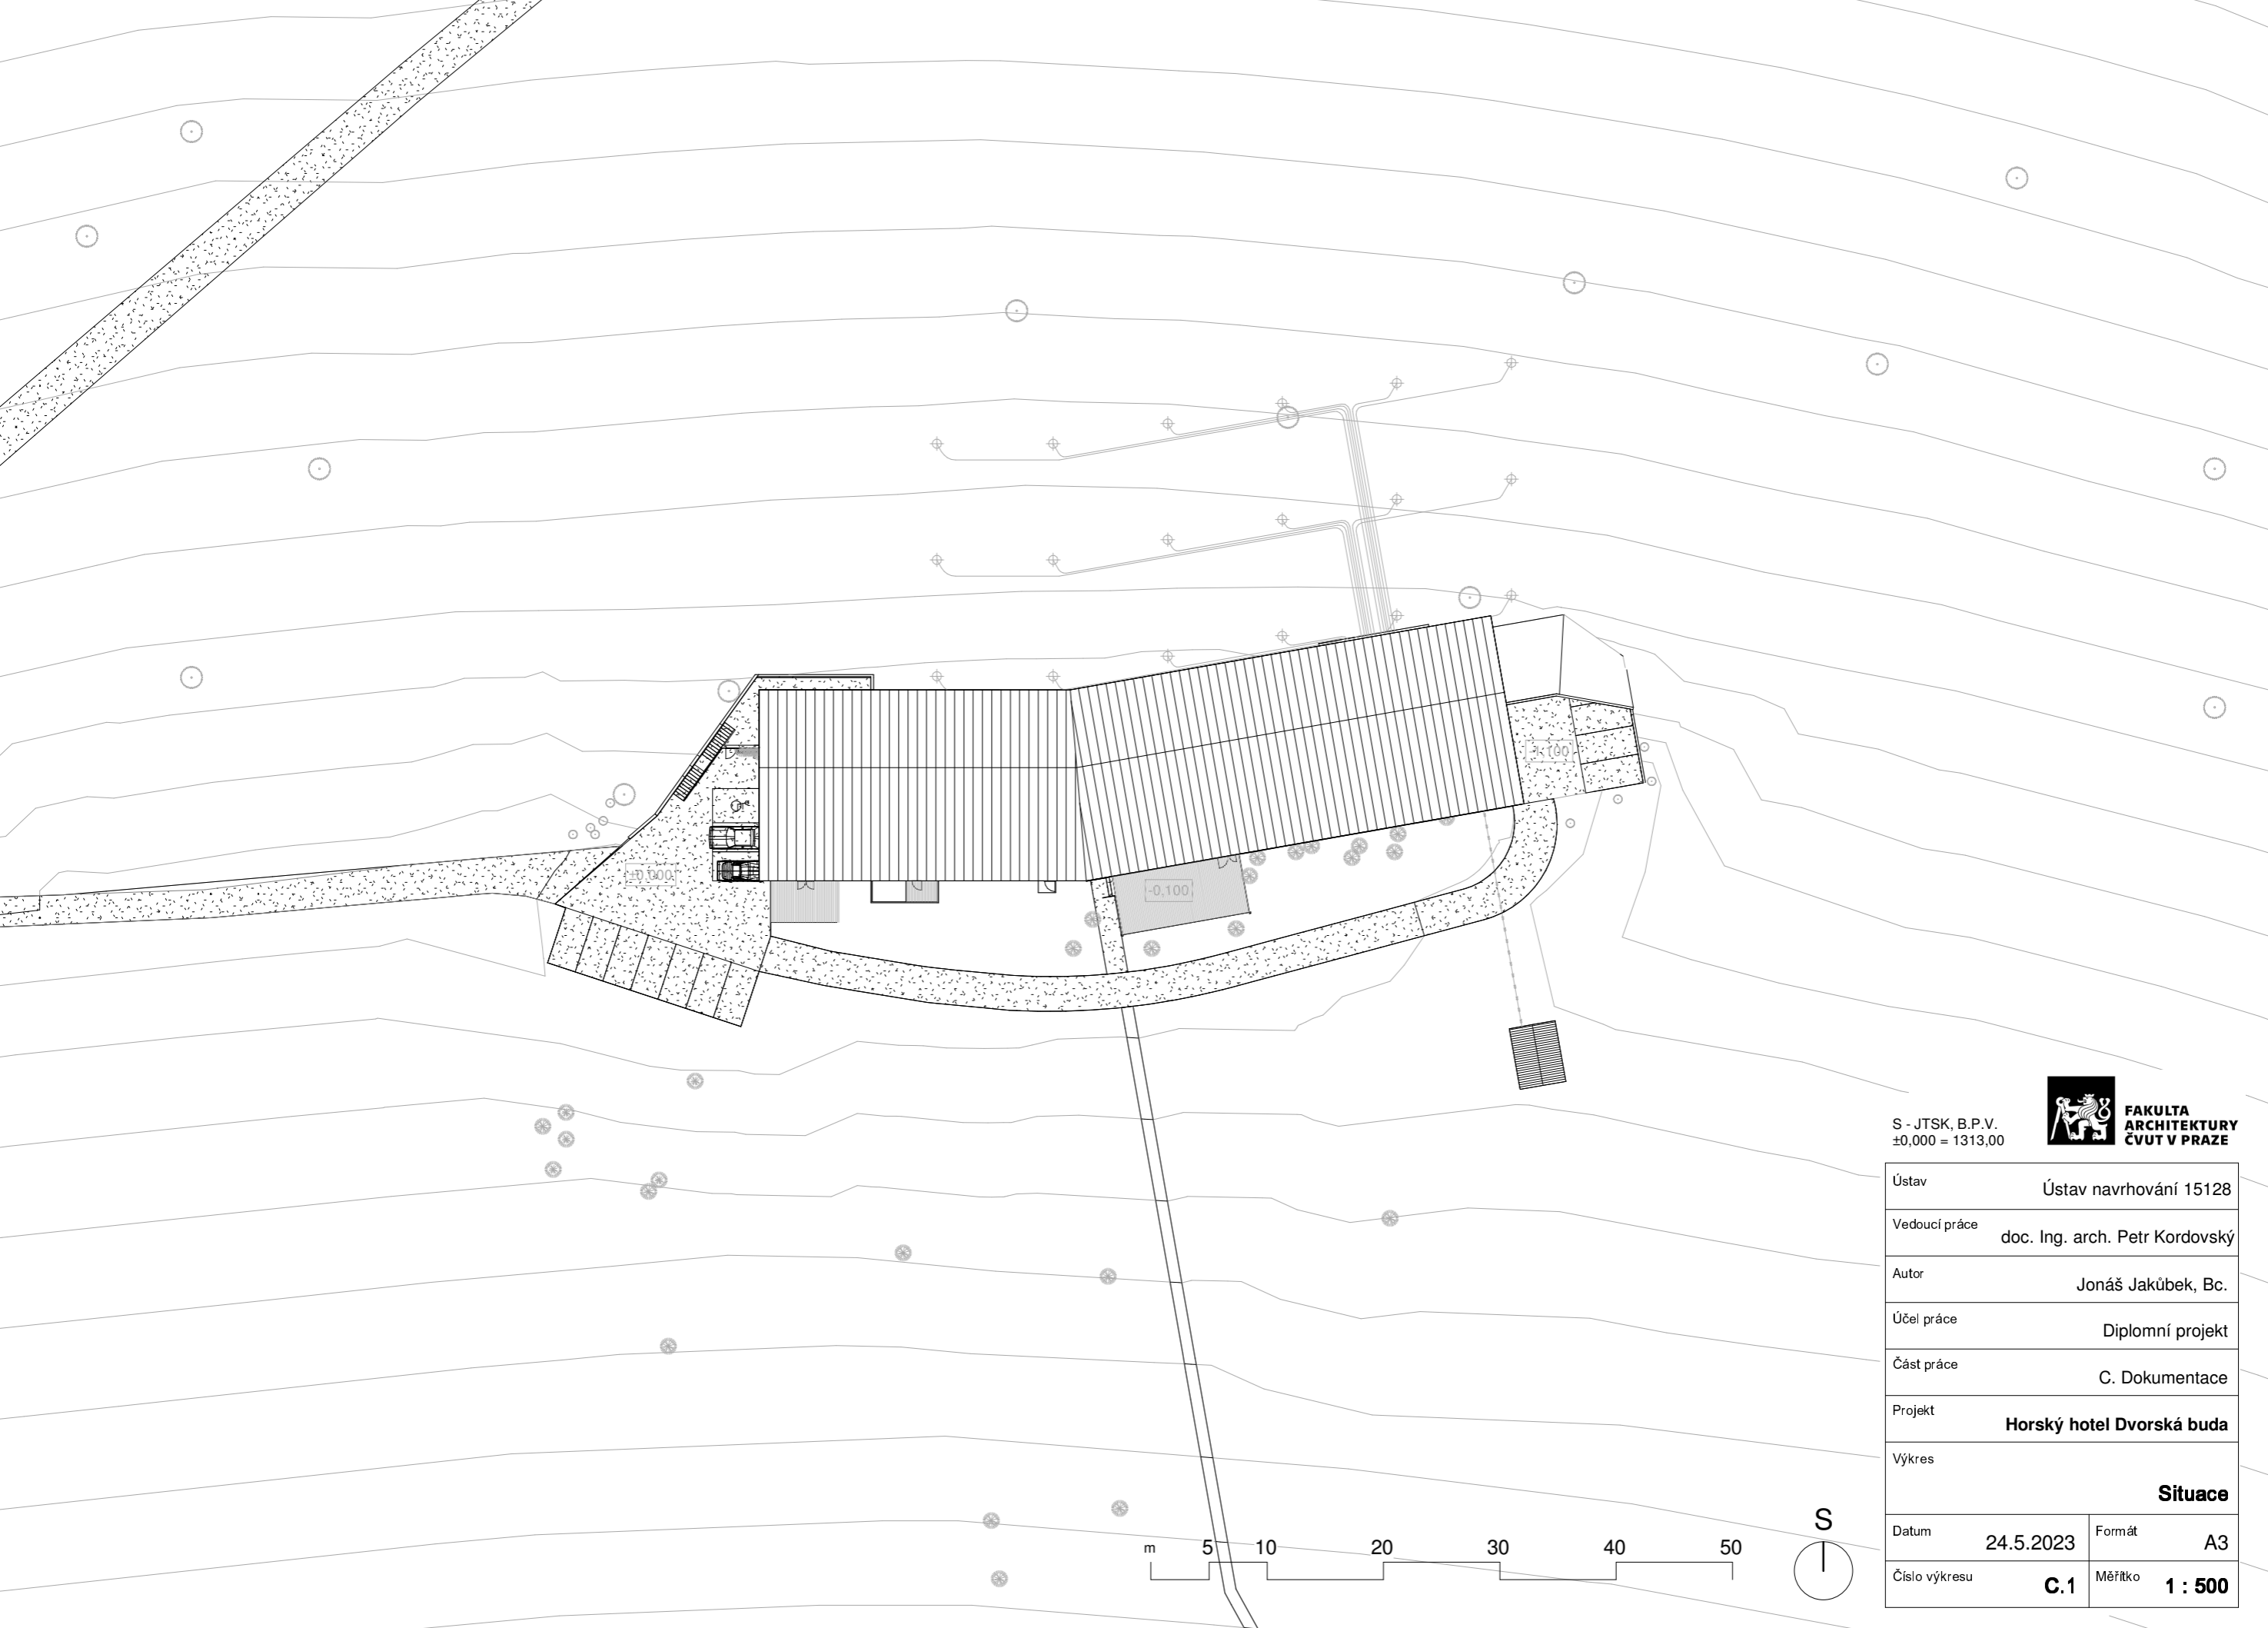 ±0,000
-0,100
-1,100
S - JTSK, B.P.V.
±0,000 = 1313,00
FAKULTA
ARCHITEKTURY
ČVUT V PRAZE
Ústav
Ústav navrhování 15128
Vedoucí práce
doc. Ing. arch. Petr Kordovský
Autor
Jonáš Jakůbek, Bc.
Účel práce
Diplomní projekt
Část práce
C. Dokumentace
Projekt
Horský hotel Dvorská buda
Výkres
Situace
Datum
24.5.2023
Formát
A3
Číslo výkresu
C.1
Měřítko
1 : 500
m 5 10 20 30 40 50
S